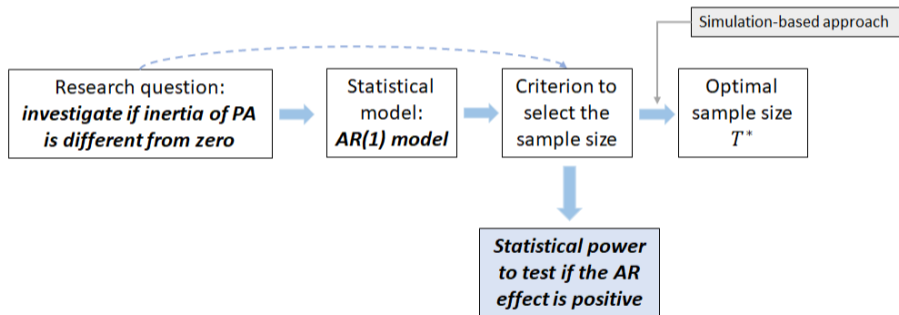 Simulation-based approach
Research question:
investigate if inertia of PA
is different from zero
Statistical
model:
AR(1) model
Criterion to
select the
sample size
Optimal
sample size
T*
Statistical power
to test if the AR
effect is positive